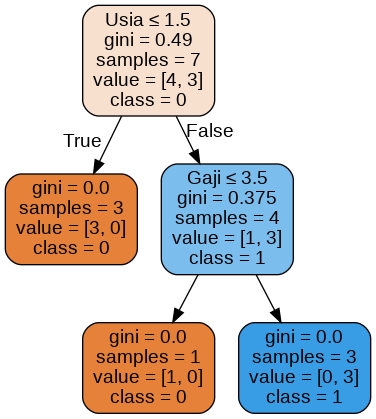 Usia ≤ 1.5
gini = 0.49
samples = 7
value = [4, 3]
class = 0
True
False
gini = 0.0
samples = 3
value = [3, 0]
class = 0
Gaji ≤ 3.5
gini = 0.375
samples = 4
value = [1, 3]
class = 1
gini = 0.0
samples = 1
value = [1, 0]
class = 0
gini = 0.0
samples = 3
value = [0, 3]
class = 1